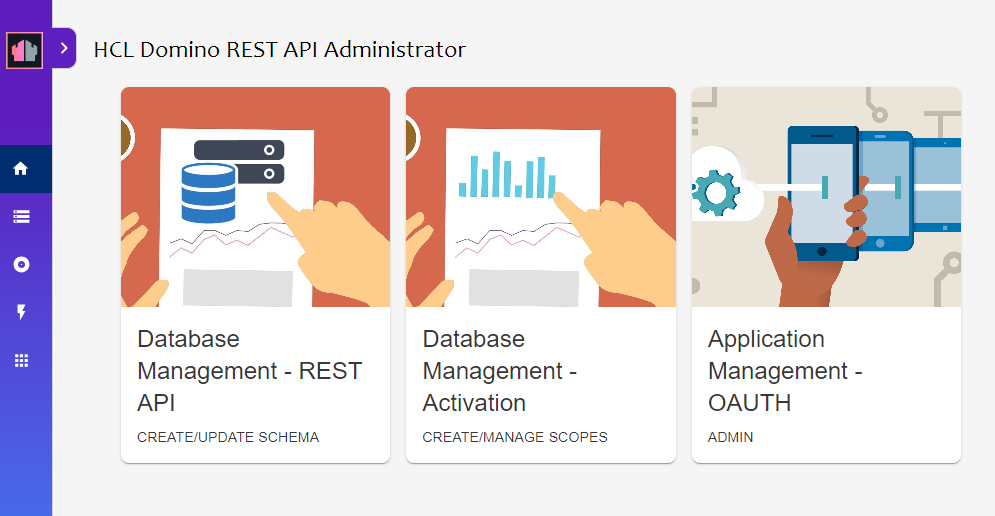 HCL Domino REST API Administrator
Database
Management - REST
API
CREATE/UPDATE SCHEMA
Database
Management -
Activation
CREATE/MANAGE SCOPES
Application
Management -
OAUTH
ADMIN